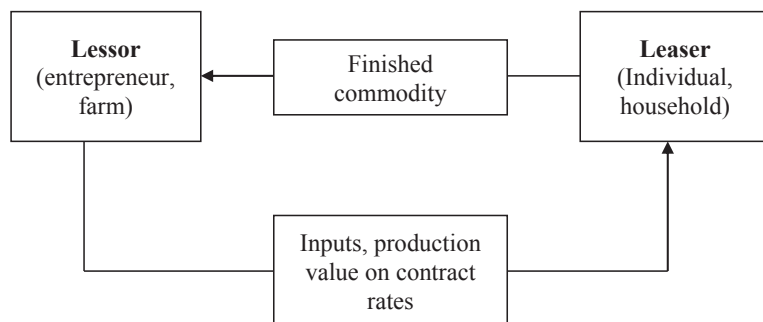 Lessor
(entrepreneur,
farm)
Finished
commodity
Leaser
(Individual,
household)
Inputs, production
value on contract
rates